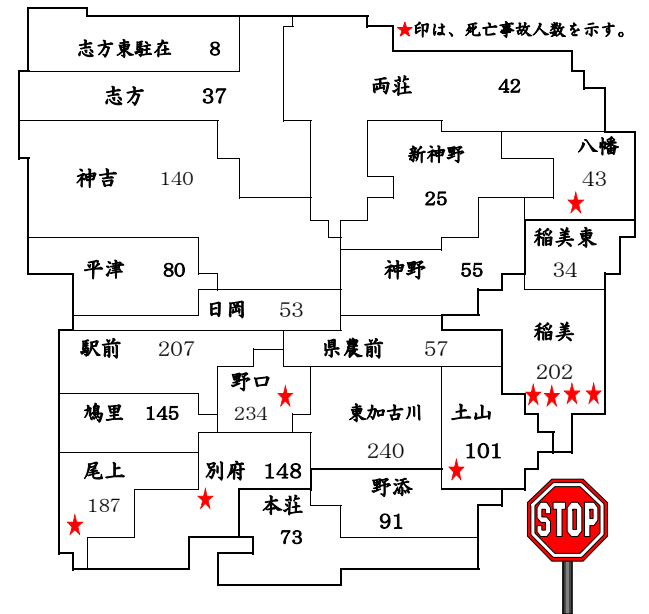 ★印は、死亡事故人数を示す。
志方東駐在 8
志方 37
両荘 42
新神野
25
八幡
43
神吉 140
稲美東
34
平津 80
神野 55
日岡 53
稲美
202
駅前 207
県農前 57
野口
234
鳩里 145
東加古川
240
土山
101
尾上
187
別府 148
野添
91
本荘
73
STOP